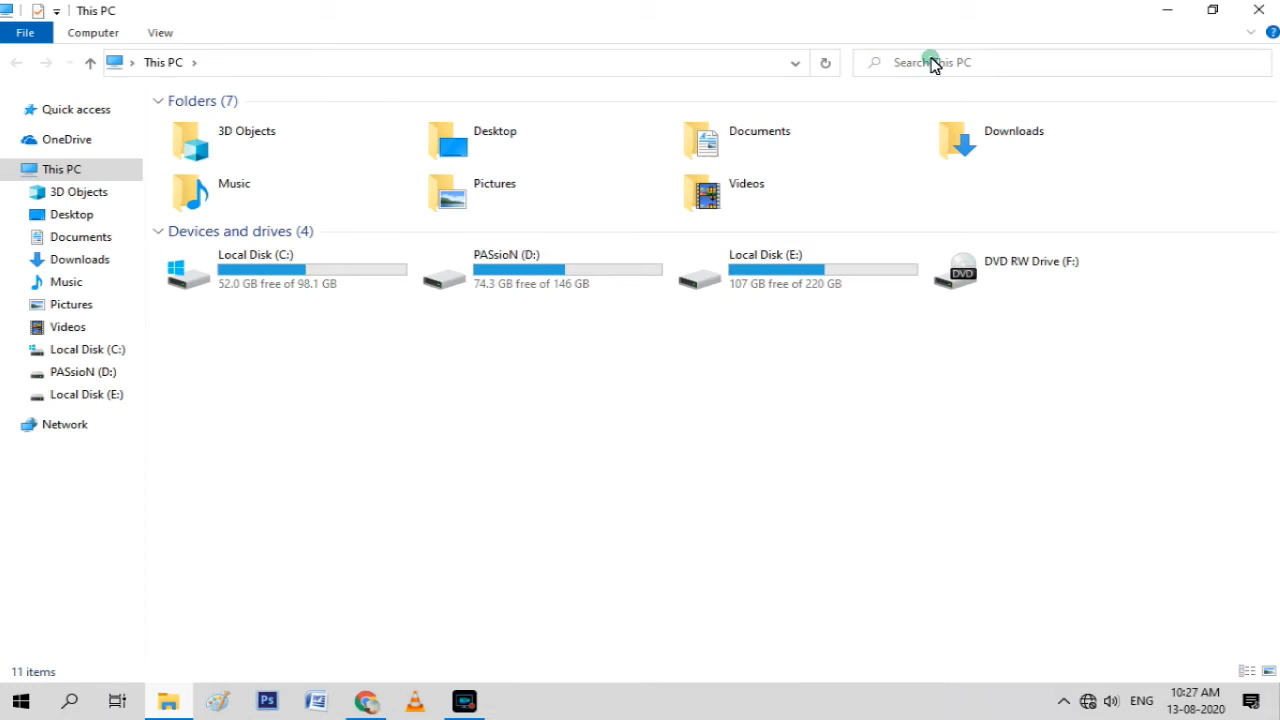 This PC
File Computer View
This PC
Search This PC
Quick access
OneDrive
This PC
3D Objects
Desktop
Documents
Downloads
Music
Pictures
Videos
Local Disk (C:)
PASsioN (D:)
Local Disk (E:)
Network
Folders (7)
3D Objects
Desktop
Documents
Downloads
Music
Pictures
Videos
Devices and drives (4)
Local Disk (C:)
52.0 GB free of 98.1 GB
PASsioN (D:)
74.3 GB free of 146 GB
Local Disk (E:)
107 GB free of 220 GB
DVD RW Drive (F:)
DVD
11 items
Ps
W
ENG
10:27 AM
13-08-2020